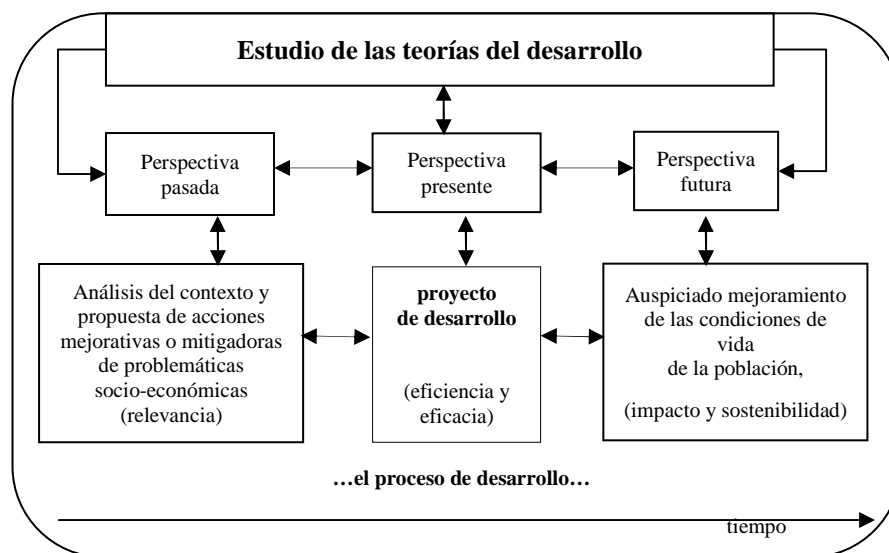 Estudio de las teorías del desarrollo
Perspectiva
pasada
Perspectiva
presente
Perspectiva
futura
Análisis del contexto y
propuesta de acciones
mejorativas o mitigadoras
de problemáticas
socio-económicas
(relevancia)
proyecto
de desarrollo
(eficiencia y
eficacia)
Auspiciado mejoramiento
de las condiciones de
vida
de la población,
(impacto y sostenibilidad)
…el proceso de desarrollo…
tiempo